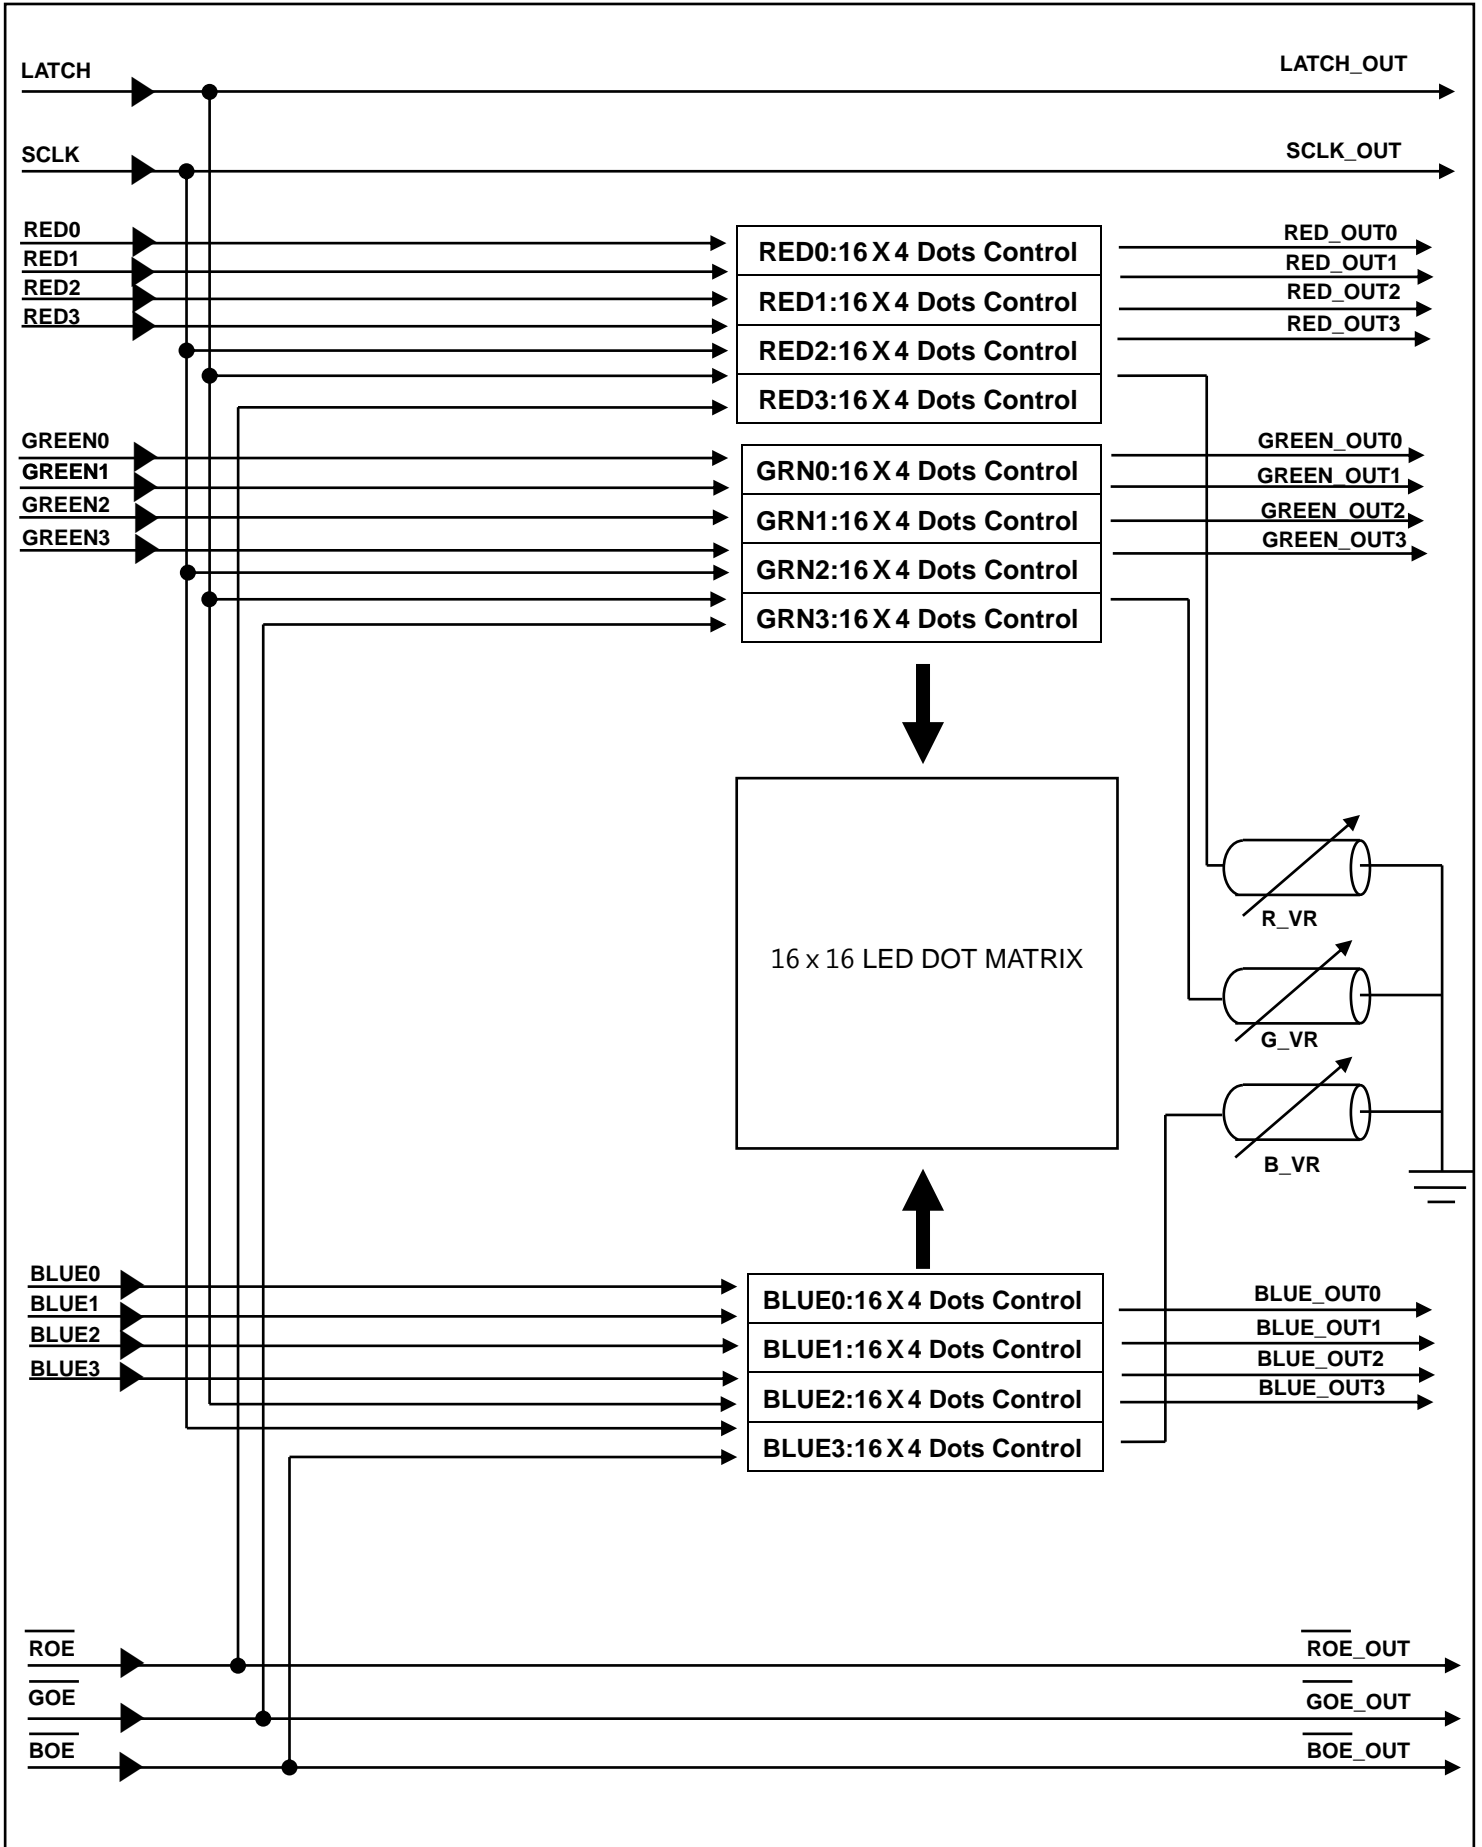 LATCH
LATCH_OUT
SCLK
SCLK_OUT
RED0
RED1
RED2
RED3
RED0:16 X 4 Dots Control
RED1:16 X 4 Dots Control
RED2:16 X 4 Dots Control
RED3:16 X 4 Dots Control
RED_OUT0
RED_OUT1
RED_OUT2
RED_OUT3
GREEN0
GREEN1
GREEN2
GREEN3
GRN0:16 X 4 Dots Control
GRN1:16 X 4 Dots Control
GRN2:16 X 4 Dots Control
GRN3:16 X 4 Dots Control
GREEN_OUT0
GREEN_OUT1
GREEN_OUT2
GREEN_OUT3
16 x 16 LED DOT MATRIX
R_VR
G_VR
B_VR
BLUE0
BLUE1
BLUE2
BLUE3
BLUE0:16 X 4 Dots Control
BLUE1:16 X 4 Dots Control
BLUE2:16 X 4 Dots Control
BLUE3:16 X 4 Dots Control
BLUE_OUT0
BLUE_OUT1
BLUE_OUT2
BLUE_OUT3
ROE
ROE_OUT
GOE
GOE_OUT
BOE
BOE_OUT